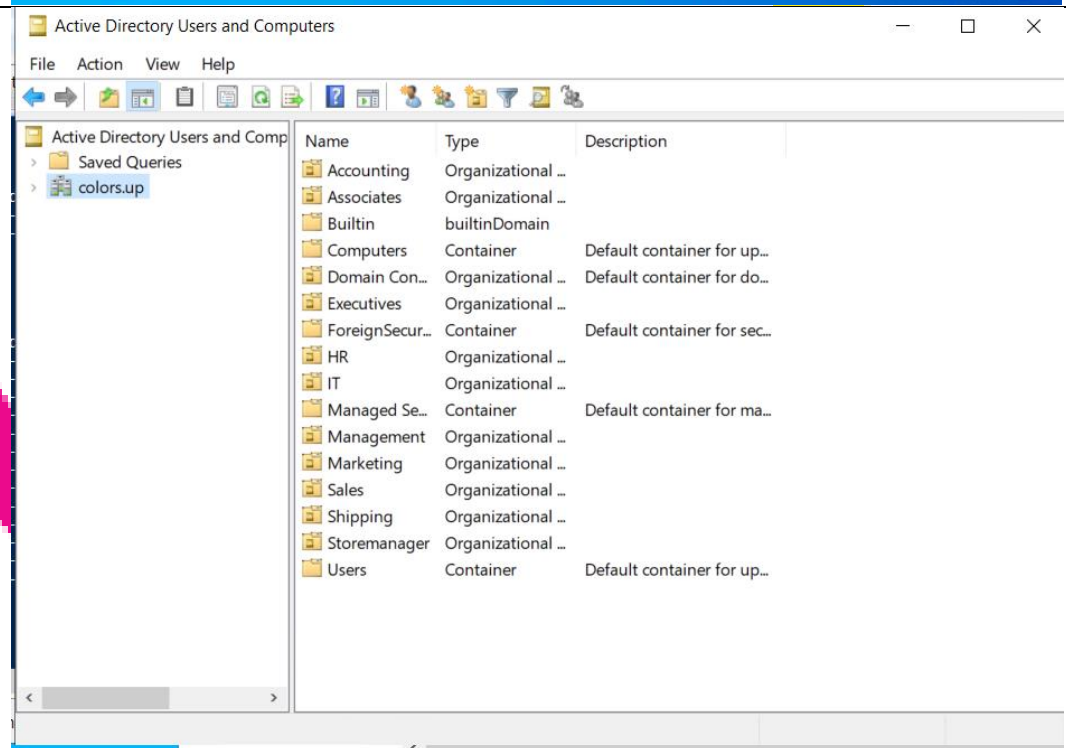 Active Directory Users and Computers
File Action View Help
Active Directory Users and Comp
Saved Queries
colors.up
Name Type Description
Accounting Organizational ...
Associates Organizational ...
Builtin builtinDomain
Computers Container Default container for up...
Domain Con... Organizational ... Default container for do...
Executives Organizational ...
ForeignSecur... Container Default container for sec...
HR Organizational ...
IT Organizational ...
Managed Se... Container Default container for ma...
Management Organizational ...
Marketing Organizational ...
Sales Organizational ...
Shipping Organizational ...
Storemanager Organizational ...
Users Container Default container for up...